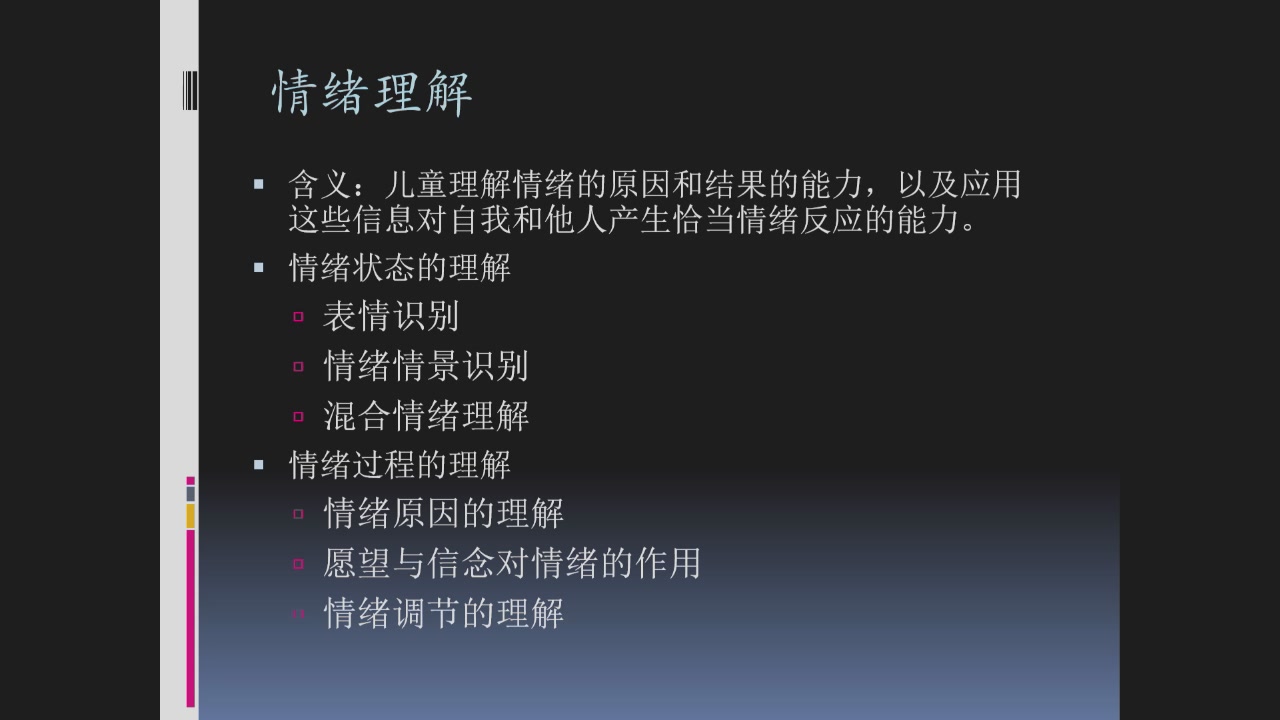 情绪理解
含义：儿童理解情绪的原因和结果的能力，以及应用
这些信息对自我和他人产生恰当情绪反应的能力。
情绪状态的理解
表情识别
情绪情景识别
混合情绪理解
情绪过程的理解
情绪原因的理解
愿望与信念对情绪的作用
情绪调节的理解